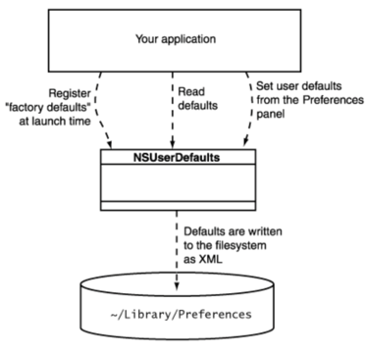 Your application
Register
"factory defaults"
at launch time
Read
defaults
Set user defaults
from the Preferences
panel
NSUserDefaults
Defaults are written
to the filesystem
as XML
~/Library/Preferences